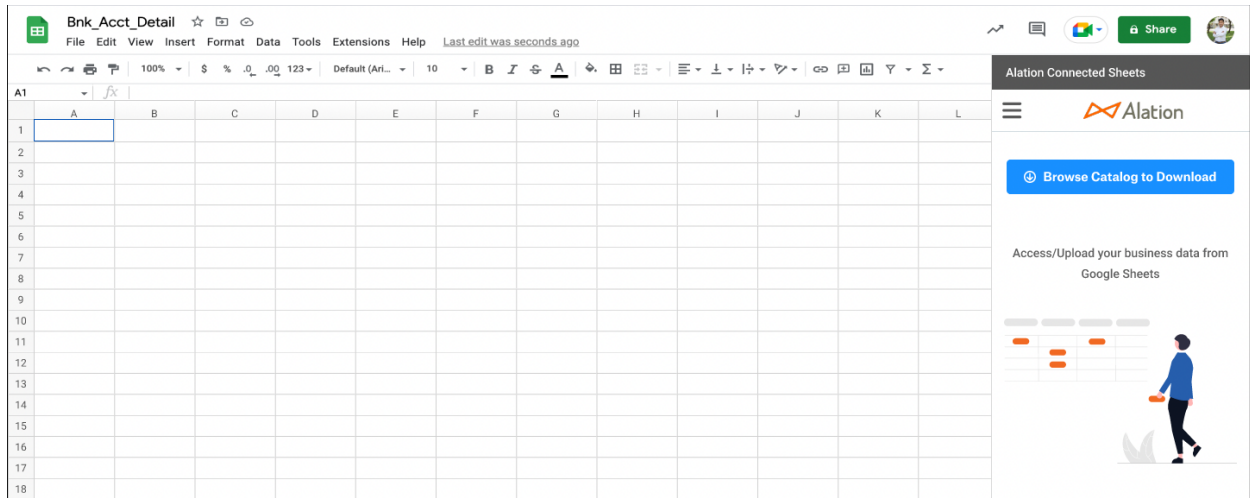 Bnk_Acct_Detail
File Edit View Insert Format Data Tools Extensions Help Last edit was seconds ago
Share
100% $ % .0 .00 123 Default (Ari... 10 B I S A
Alation Connected Sheets
A1 fx
Alation
A B C D E F G H I J K L
1
2
3
4
5
6
7
8
9
10
11
12
13
14
15
16
17
18
Browse Catalog to Download
Access/Upload your business data from
Google Sheets